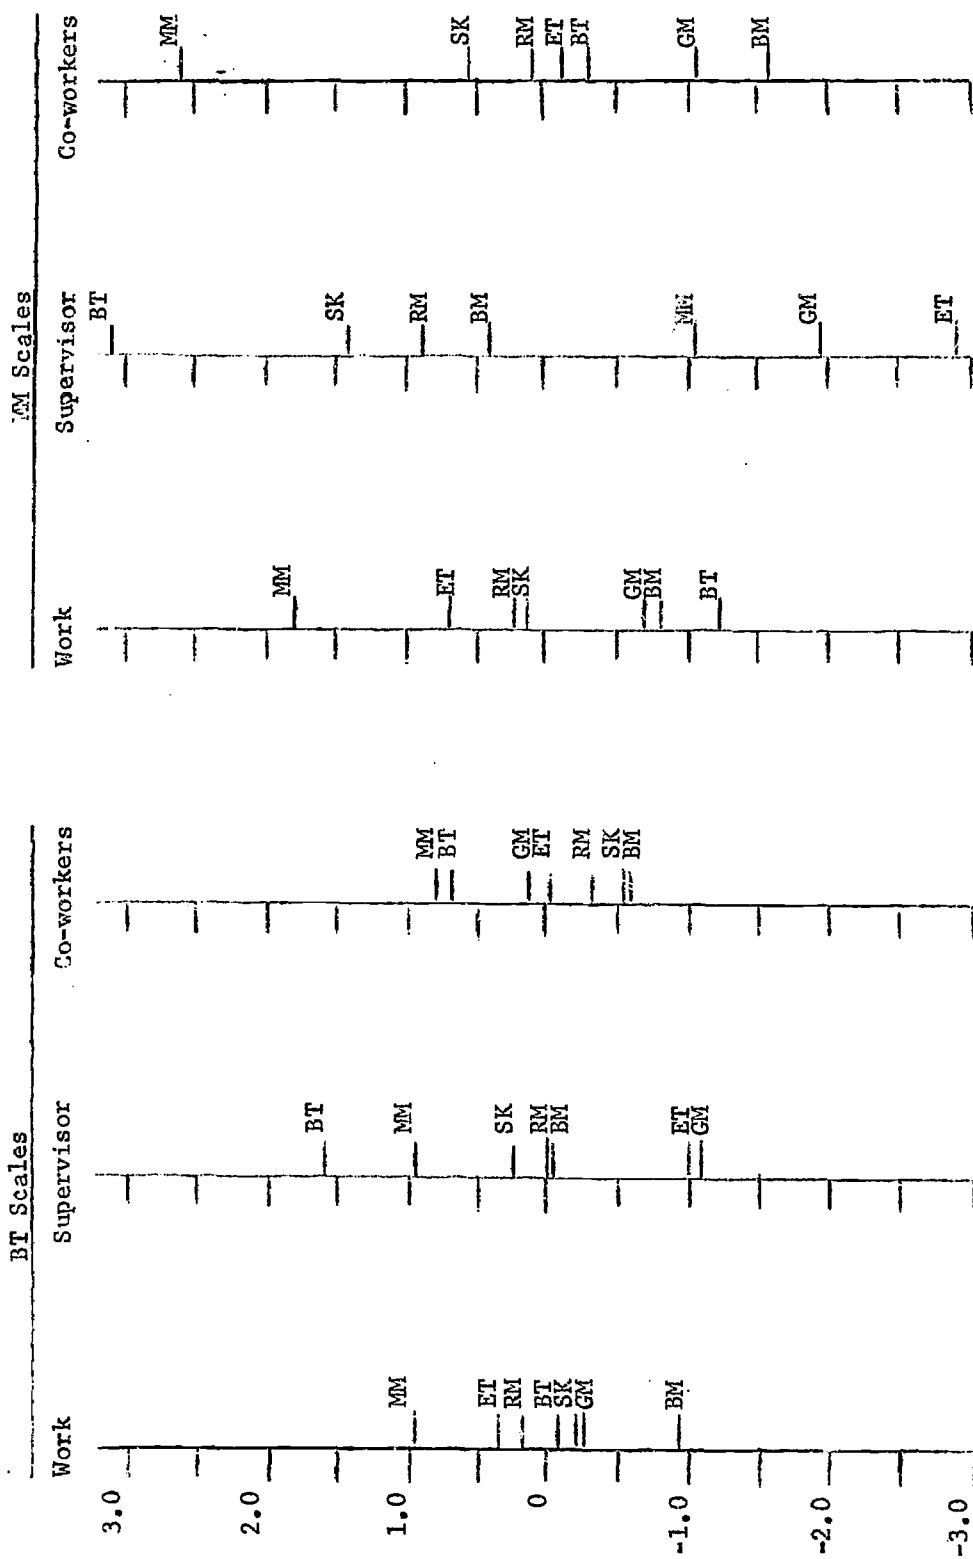 BT Scales
Work
Supervisor
Co-workers
MM Scales
Work
Supervisor
Co-workers
3.0
2.0
1.0
0
-1.0
-2.0
-3.0
MM
ET
RM
BT
SK
GM
BM
BT
MM
SK
RM
BM
ET
GM
MM
BT
GM
ET
RM
SK
BM
MM
ET
RM
SK
GM
BM
BT
BT
SK
RM
BM
MM
GM
ET
MM
SK
RM
ET
BT
GM
BM